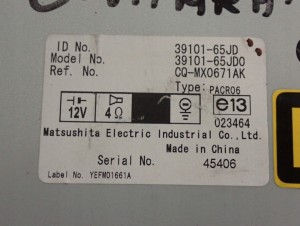 ID No. 39101-65JD
Model No. 39101-65JD0
Ref. No. CQ-MX0671AK
Type: PACR06
12V 4Ω e13
023464
Matsushita Electric Industrial Co.,Ltd.
Made in China
Serial No. 45406
Label No. YEFM01661A